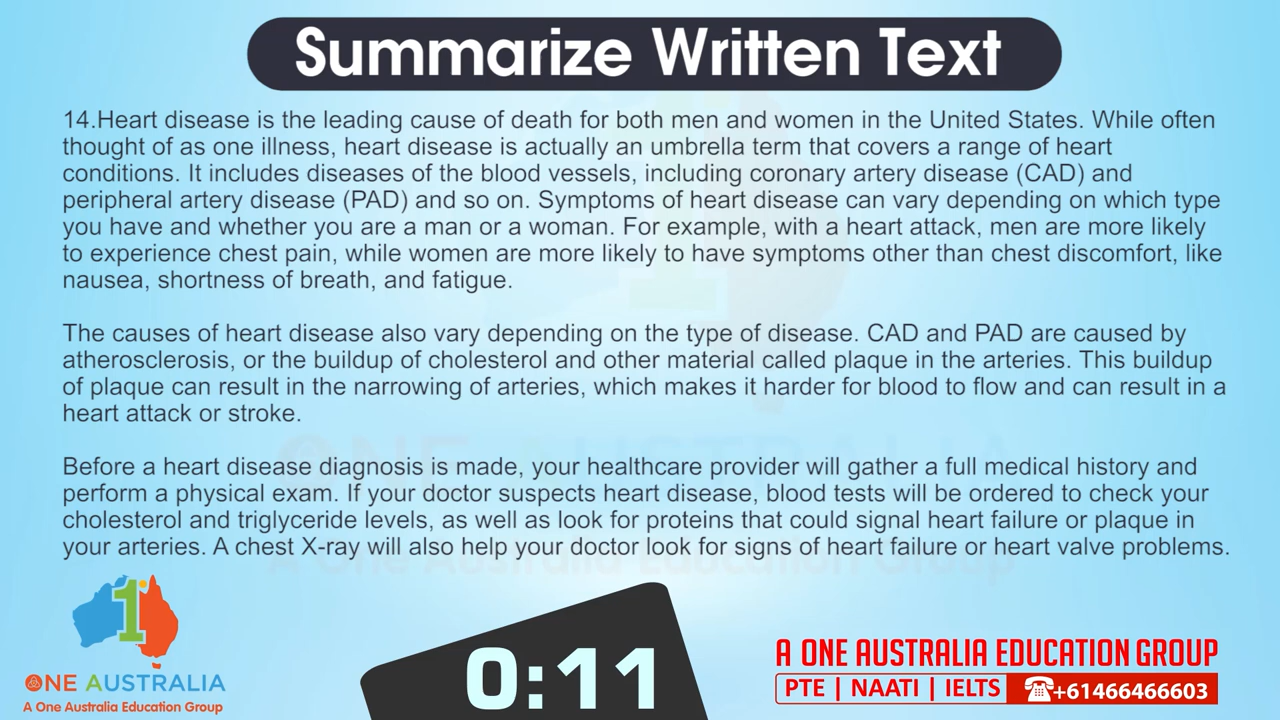 Summarize Written Text
14.Heart disease is the leading cause of death for both men and women in the United States. While often
thought of as one illness, heart disease is actually an umbrella term that covers a range of heart
conditions. It includes diseases of the blood vessels, including coronary artery disease (CAD) and
peripheral artery disease (PAD) and so on. Symptoms of heart disease can vary depending on which type
you have and whether you are a man or a woman. For example, with a heart attack, men are more likely
to experience chest pain, while women are more likely to have symptoms other than chest discomfort, like
nausea, shortness of breath, and fatigue.
The causes of heart disease also vary depending on the type of disease. CAD and PAD are caused by
atherosclerosis, or the buildup of cholesterol and other material called plaque in the arteries. This buildup
of plaque can result in the narrowing of arteries, which makes it harder for blood to flow and can result in a
heart attack or stroke.
Before a heart disease diagnosis is made, your healthcare provider will gather a full medical history and
perform a physical exam. If your doctor suspects heart disease, blood tests will be ordered to check your
cholesterol and triglyceride levels, as well as look for proteins that could signal heart failure or plaque in
your arteries. A chest X-ray will also help your doctor look for signs of heart failure or heart valve problems.
ONE AUSTRALIA
A One Australia Education Group
1
ONE AUSTRALIA
A One Australia Education Group
0:11
A ONE AUSTRALIA EDUCATION GROUP
PTE | NAATI | IELTS +61466466603